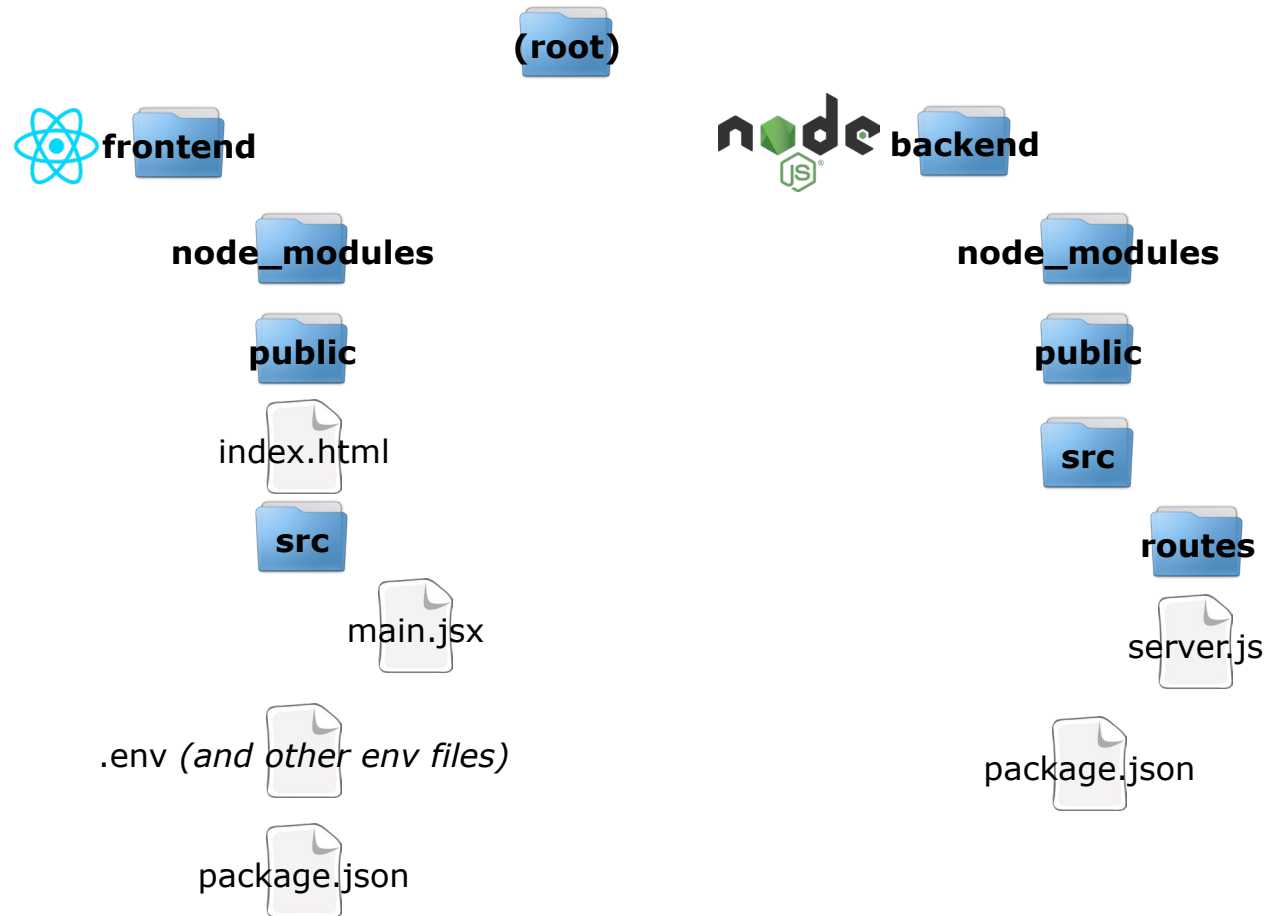 (root)
frontend
node_modules
public
index.html
src
main.jsx
.env (and other env files)
package.json
node
JS
®
backend
node_modules
public
src
routes
server.js
package.json